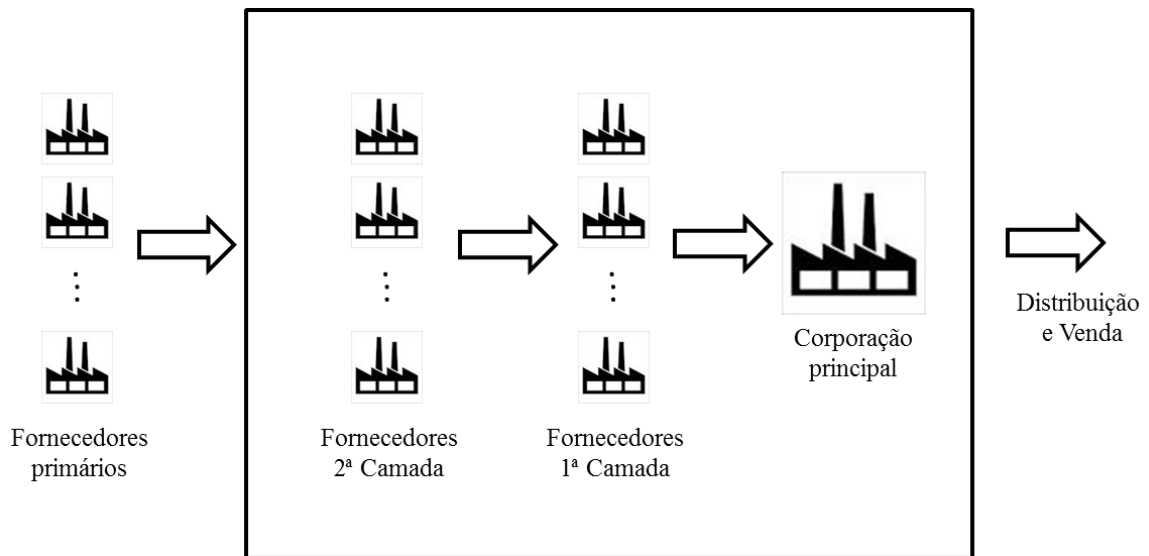 Fornecedores
primários
Fornecedores
2ª Camada
Fornecedores
1ª Camada
Corporação
principal
Distribuição
e Venda